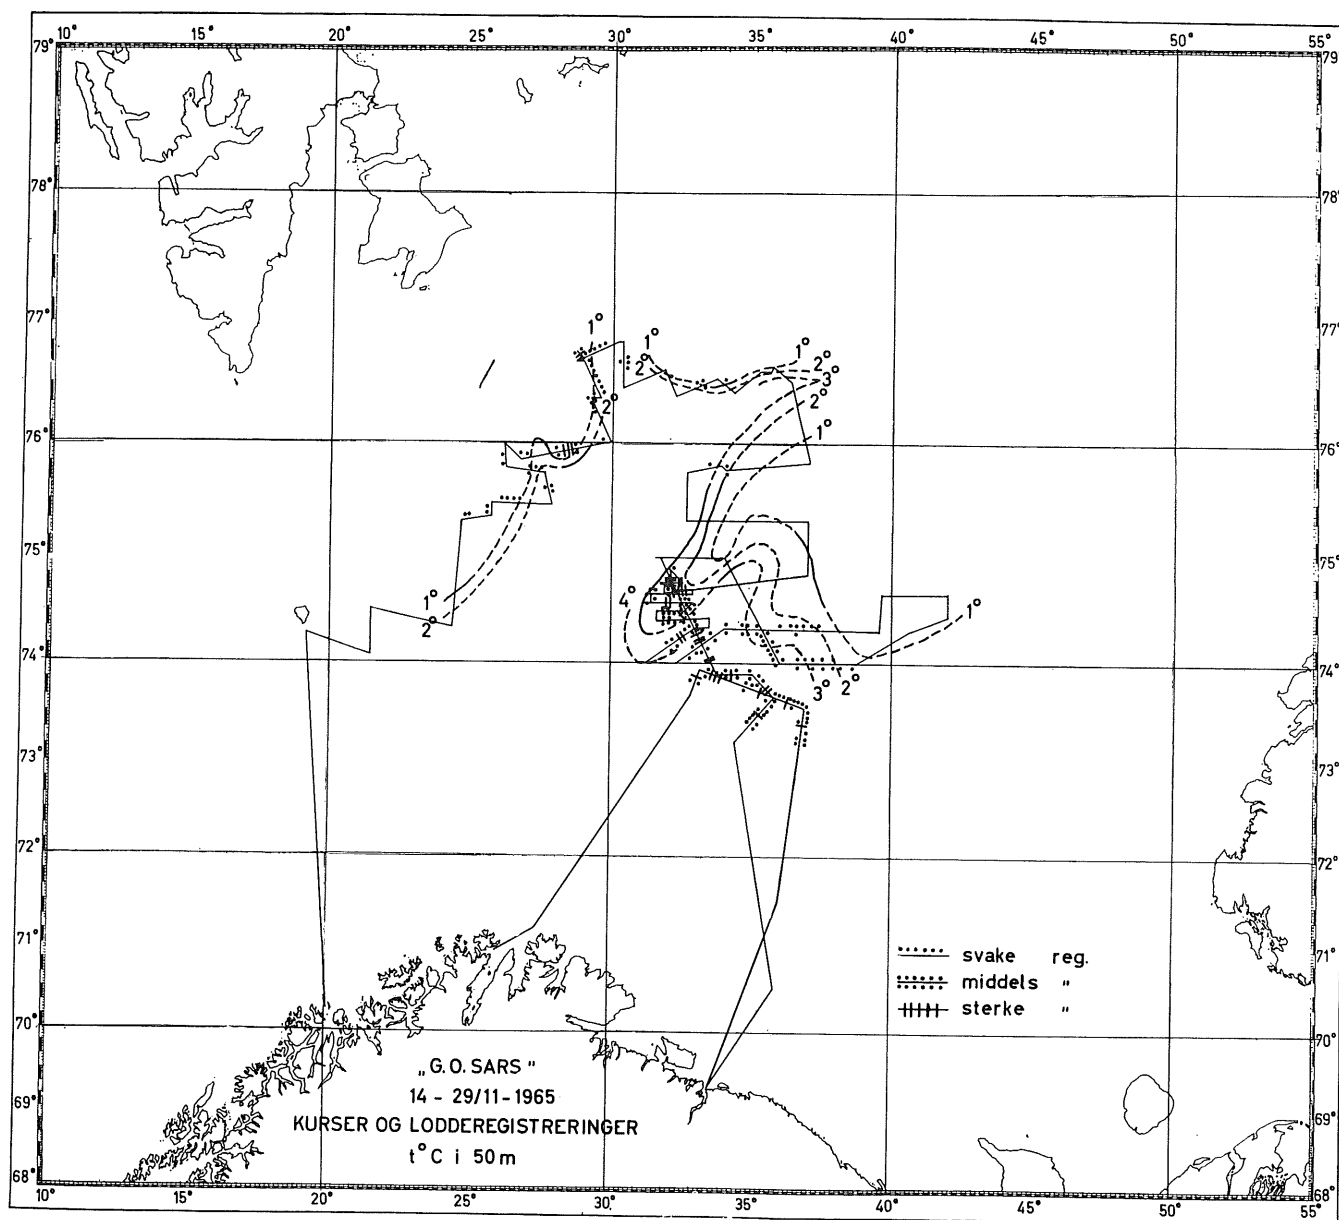 10° 15° 20° 25° 30° 35° 40° 45° 50° 55°
79° 79
78° 78°
77° 77°
1° 1° 1°
2° 2°
3°
2° 2°
1°
76° 76°
75° 75°
1° 4° 1°
2°
74° 74°
3° 2°
73° 73°
72° 72°
71° 71°
svake reg.
middels "
sterke "
70° 70°
„G.O. SARS "
14 - 29/11-1965
69° 69°
KURSER OG LODDEREGISTRERINGER
t°C i 50m
68° 68°
10° 15° 20° 25° 30° 35° 40° 45° 50° 55°